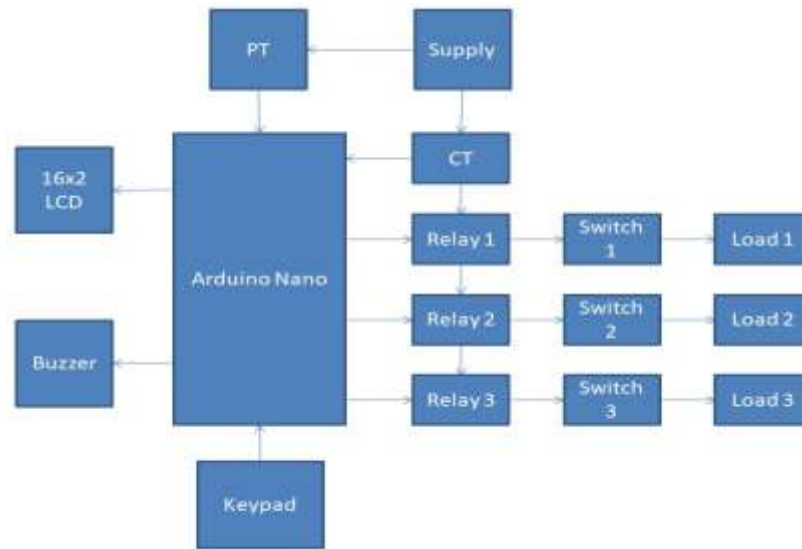 PT
Supply
16x2
LCD
CT
Arduino Nano
Relay 1
Switch
1
Load 1
Relay 2
Switch
2
Load 2
Buzzer
Relay 3
Switch
3
Load 3
Keypad